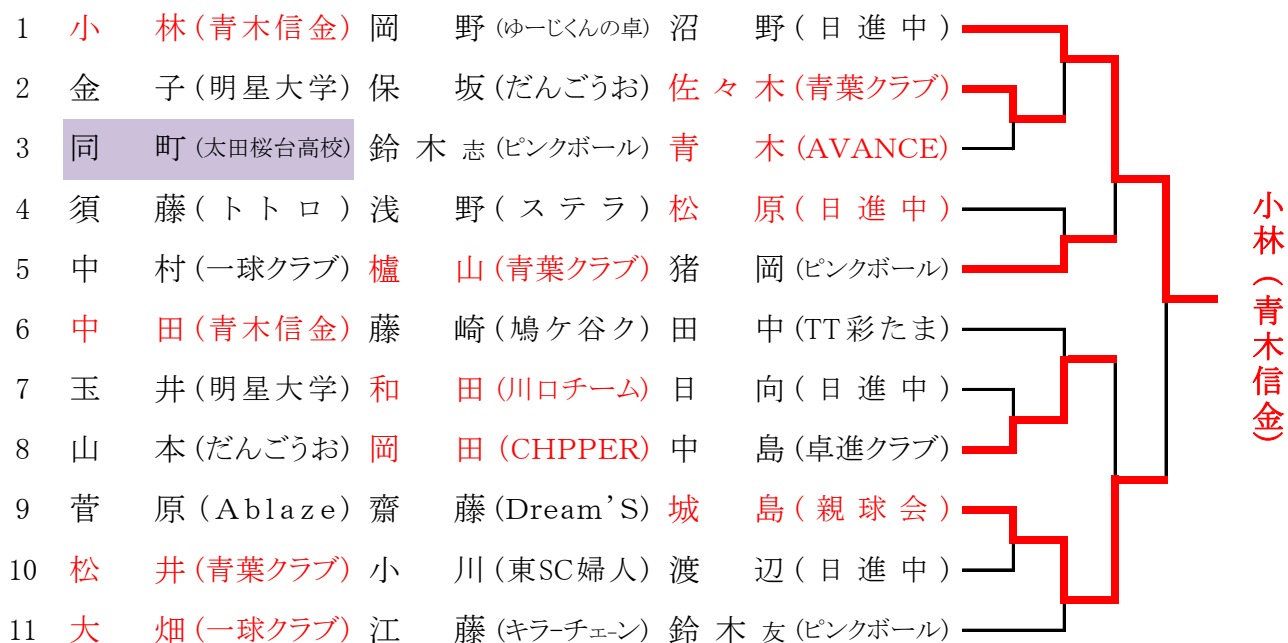 1 小 林 (青木信金) 岡 野 (ゆーじくんの卓) 沼 野 ( 日 進 中 )
2 金 子 (明星大学) 保 坂 (だんごうお) 佐 々 木 (青葉クラブ)
3 同 町 (太田桜台高校) 鈴 木 志 (ピンクボール) 青 木 (AVANCE)
4 須 藤 ( ト ト ロ ) 浅 野 ( ス テ ラ ) 松 原 ( 日 進 中 )
5 中 村 (一球クラブ) 櫨 山 (青葉クラブ) 猪 岡 (ピンクボール)
6 中 田 (青木信金) 藤 崎 (鳩ケ谷ク) 田 中 (TT彩たま)
7 玉 井 (明星大学) 和 田 (川口チーム) 日 向 ( 日 進 中 )
8 山 本 (だんごうお) 岡 田 (CHPPER) 中 島 (卓進クラブ)
9 菅 原 (Ablaze) 齋 藤 (Dream’S) 城 島 ( 親 球 会 )
10 松 井 (青葉クラブ) 小 川 (東SC婦人) 渡 辺 ( 日 進 中 )
11 大 畑 (一球クラブ) 江 藤 (キラーチェーン) 鈴 木 友 (ピンクボール)
小林（青木信金）